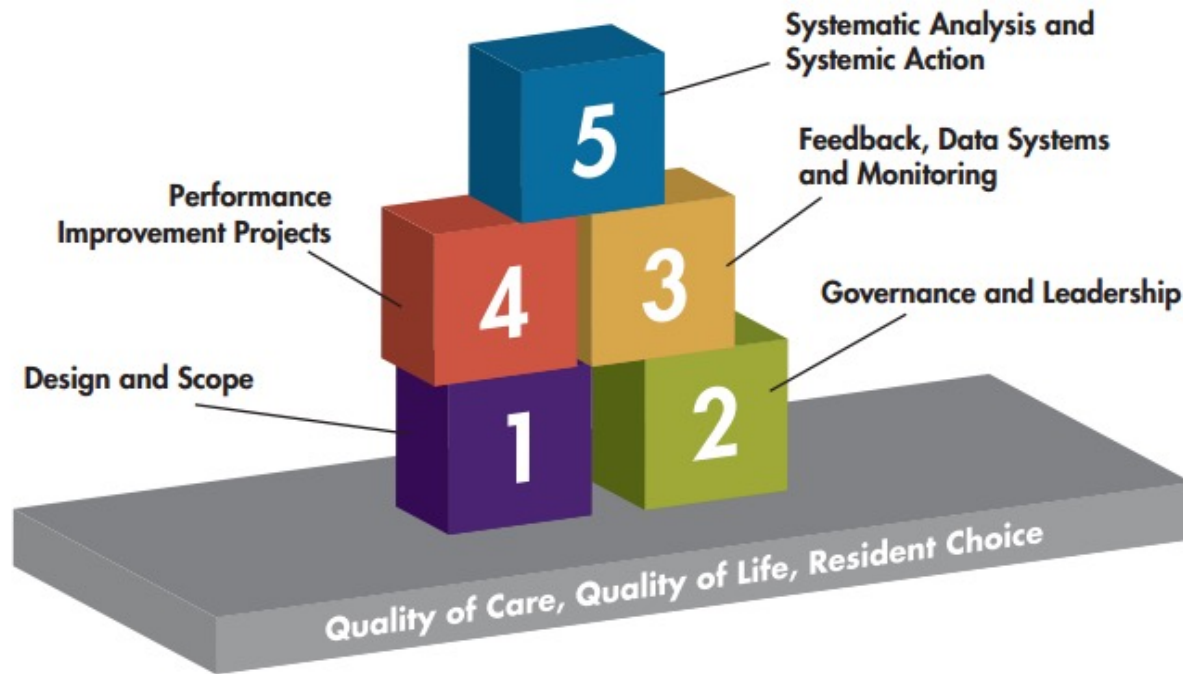 Systematic Analysis and
Systemic Action
5
Feedback, Data Systems
and Monitoring
Performance
Improvement Projects
4
3
Governance and Leadership
Design and Scope
1
2
Quality of Care, Quality of Life, Resident Choice